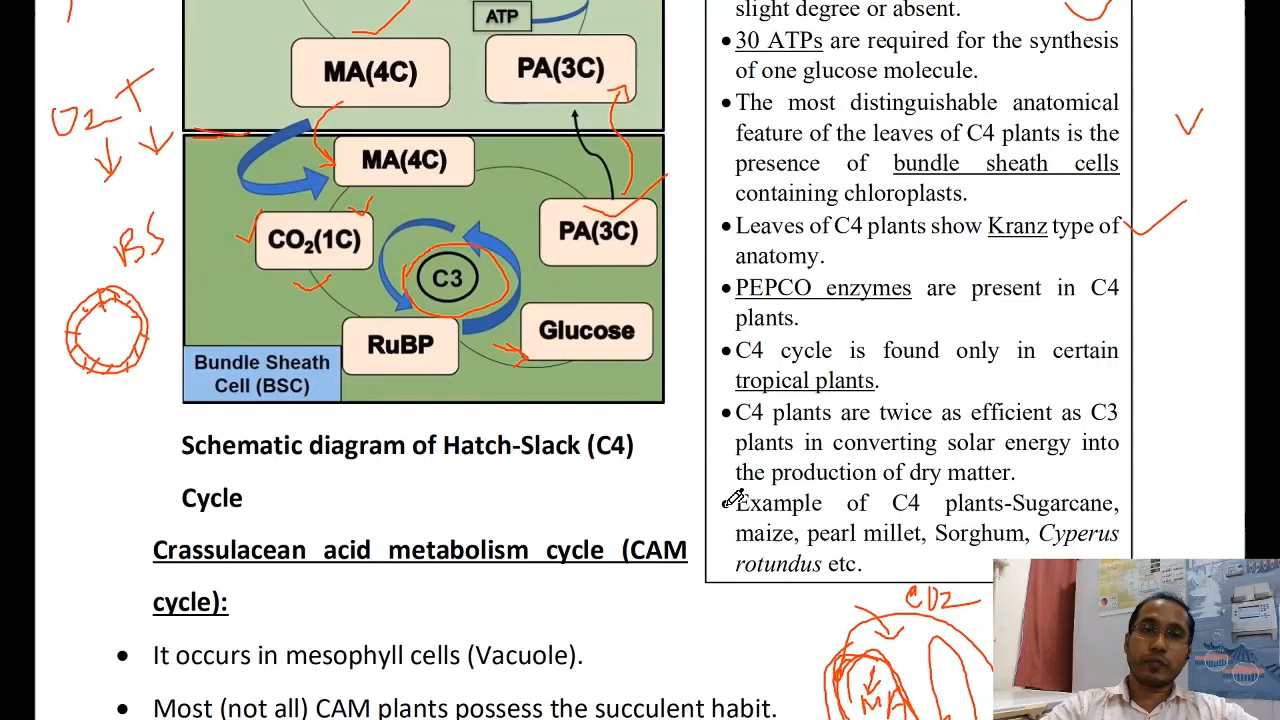 ATP
MA(4C)
PA(3C)
O2 T
MA(4C)
CO₂(1C)
PA(3C)
C3
BS
RuBP
Glucose
Bundle Sheath
Cell (BSC)
Schematic diagram of Hatch-Slack (C4)
Cycle
Crassulacean acid metabolism cycle (CAM
cycle):
• It occurs in mesophyll cells (Vacuole).
• Most (not all) CAM plants possess the succulent habit.
slight degree or absent.
• 30 ATPs are required for the synthesis
of one glucose molecule.
• The most distinguishable anatomical
feature of the leaves of C4 plants is the
presence of bundle sheath cells
containing chloroplasts.
• Leaves of C4 plants show Kranz type of
anatomy.
• PEPCO enzymes are present in C4
plants.
• C4 cycle is found only in certain
tropical plants.
• C4 plants are twice as efficient as C3
plants in converting solar energy into
the production of dry matter.
Example of C4 plants-Sugarcane,
maize, pearl millet, Sorghum, Cyperus
rotundus etc.
CO2
MA